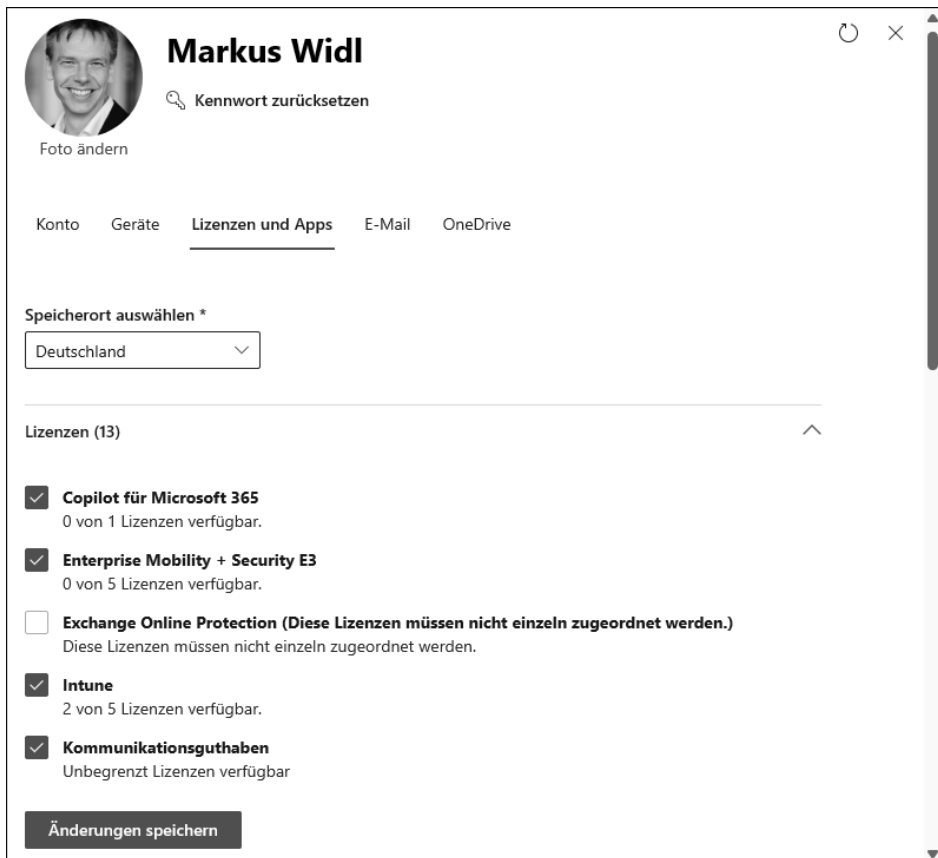 Markus Widl
Kennwort zurücksetzen
Foto ändern
Konto Geräte Lizenzen und Apps E-Mail OneDrive
Speicherort auswählen *
Deutschland
Lizenzen (13)
Copilot für Microsoft 365
0 von 1 Lizenzen verfügbar.
Enterprise Mobility + Security E3
0 von 5 Lizenzen verfügbar.
Exchange Online Protection (Diese Lizenzen müssen nicht einzeln zugeordnet werden.)
Diese Lizenzen müssen nicht einzeln zugeordnet werden.
Intune
2 von 5 Lizenzen verfügbar.
Kommunikationsguthaben
Unbegrenzt Lizenzen verfügbar
Änderungen speichern